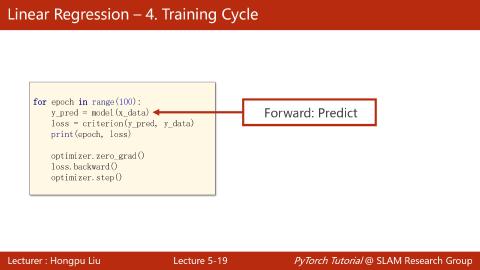 Linear Regression – 4. Training Cycle
for epoch in range(100):
    y_pred = model(x_data)
    loss = criterion(y_pred, y_data)
    print(epoch, loss)
    optimizer.zero_grad()
    loss.backward()
    optimizer.step()
Forward: Predict
Lecturer : Hongpu Liu
Lecture 5-19
PyTorch Tutorial @ SLAM Research Group